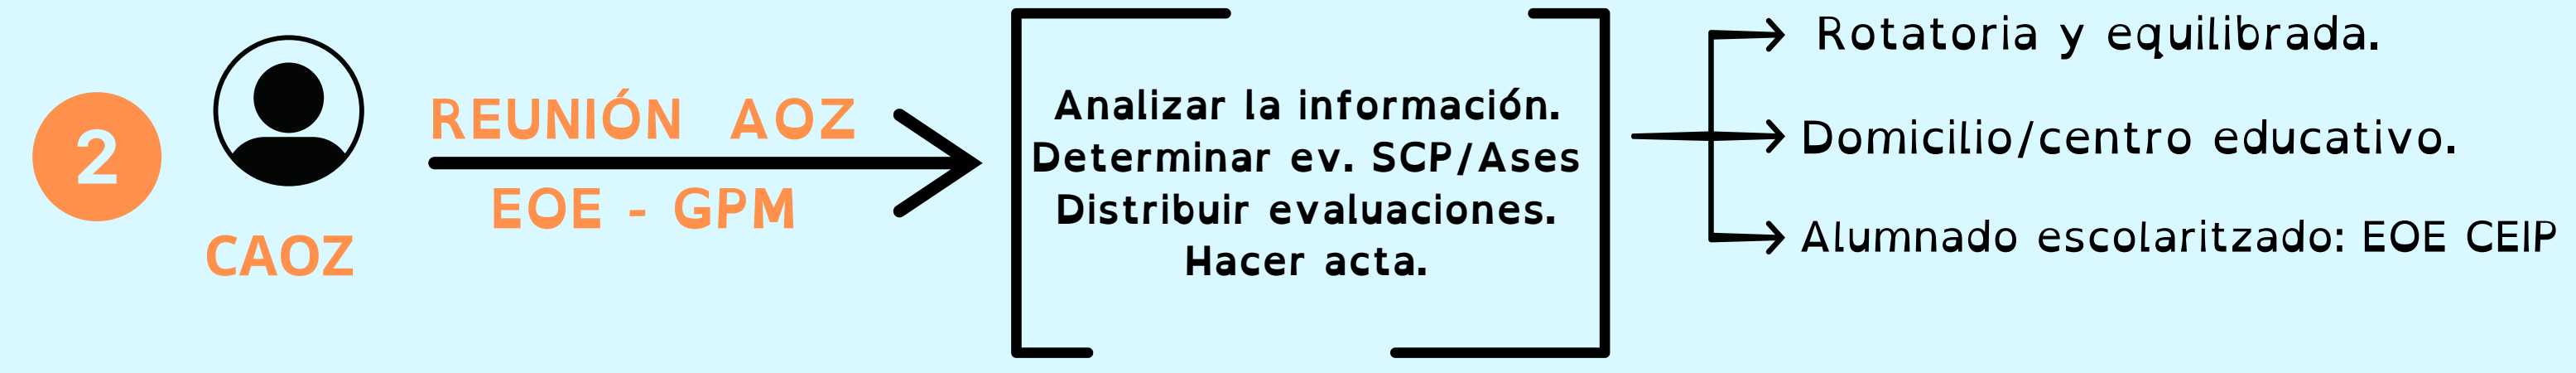 2
CAOZ
REUNIÓN AOZ
EOE - GPM
Analizar la información.
Determinar ev. SCP/Ases
Distribuir evaluaciones.
Hacer acta.
Rotatoria y equilibrada.
Domicilio/centro educativo.
Alumnado escolaritzado: EOE CEIP